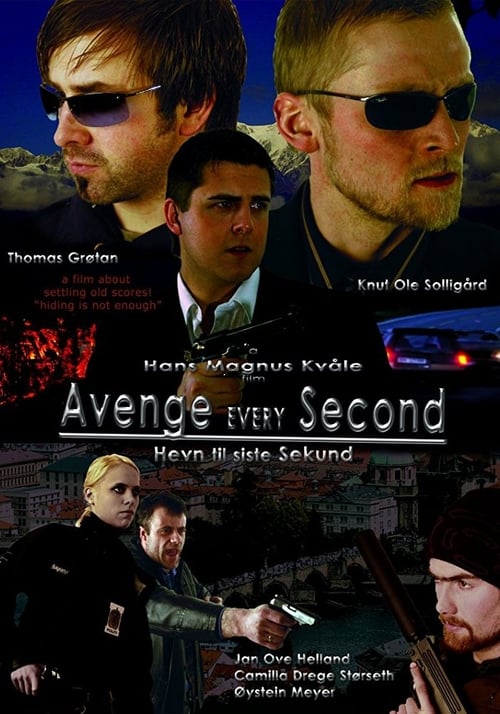 Thomas Grøtan
Knut Ole Solligård
a film about
settling old scores!
"hiding is not enough"
a
Hans Magnus Kvåle
film
Avenge EVERY Second
Hevn til siste Sekund
Jan Ove Helland
Camilla Drege Størseth
Øystein Meyer